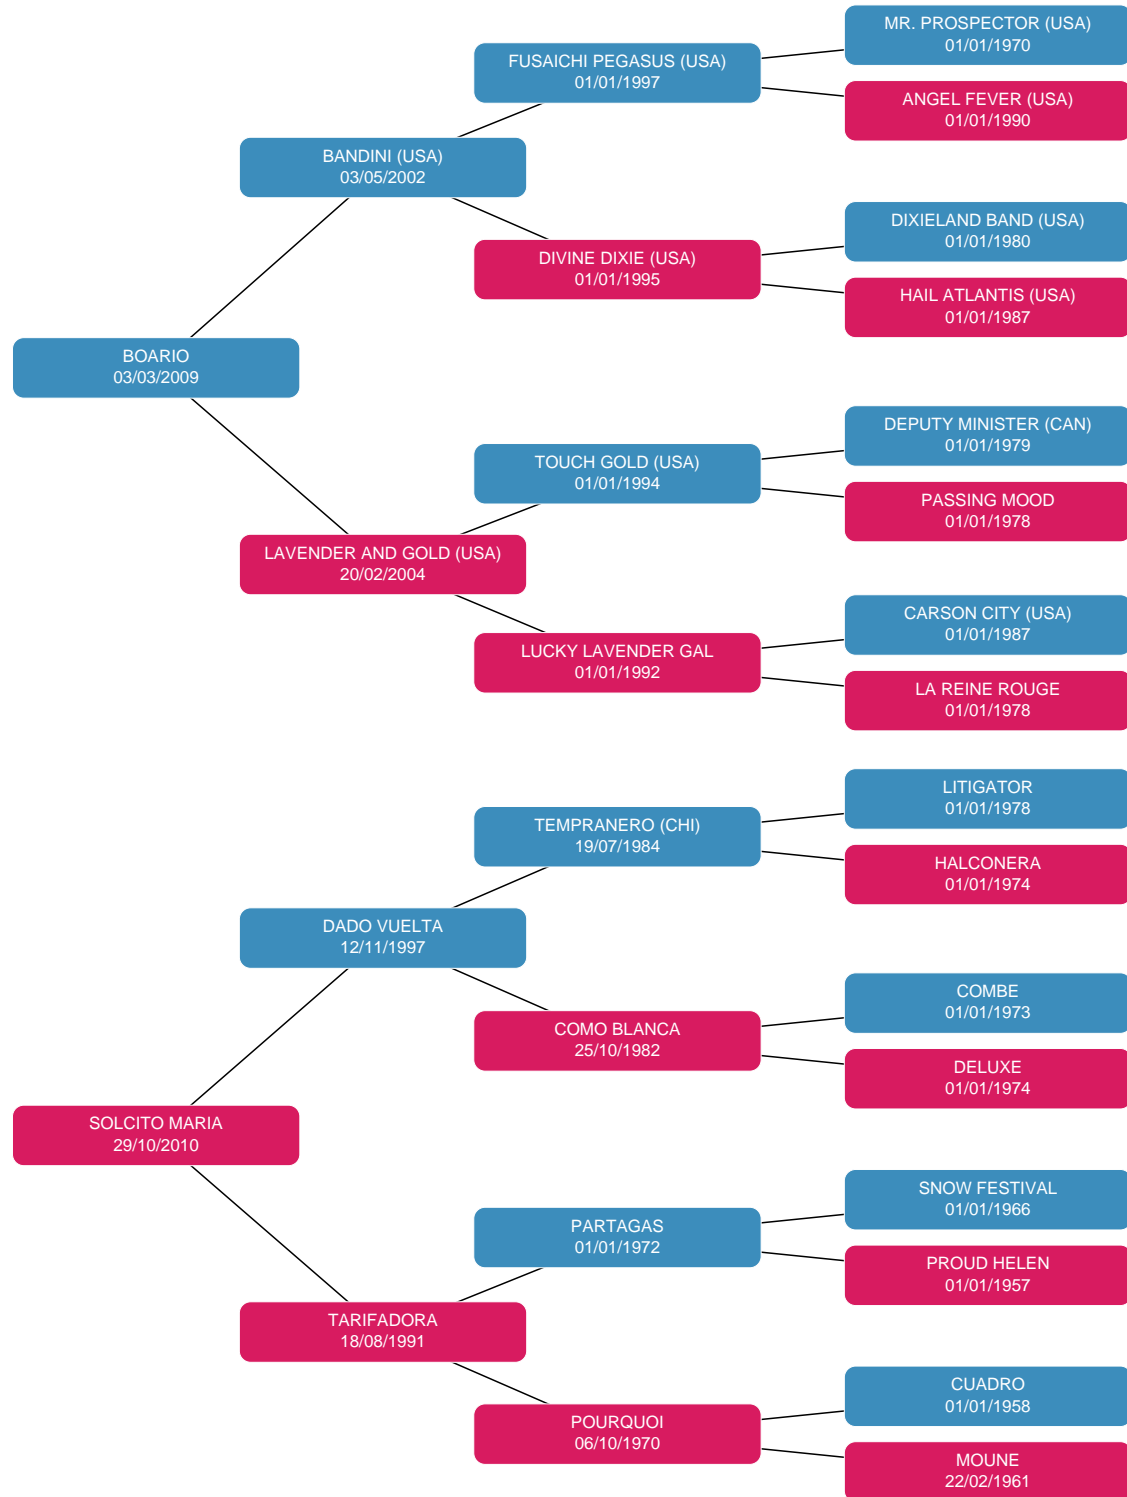 MR. PROSPECTOR (USA)
01/01/1970
FUSAICHI PEGASUS (USA)
01/01/1997
ANGEL FEVER (USA)
01/01/1990
BANDINI (USA)
03/05/2002
DIXIELAND BAND (USA)
01/01/1980
DIVINE DIXIE (USA)
01/01/1995
HAIL ATLANTIS (USA)
01/01/1987
BOARIO
03/03/2009
DEPUTY MINISTER (CAN)
01/01/1979
TOUCH GOLD (USA)
01/01/1994
PASSING MOOD
01/01/1978
LAVENDER AND GOLD (USA)
20/02/2004
CARSON CITY (USA)
01/01/1987
LUCKY LAVENDER GAL
01/01/1992
LA REINE ROUGE
01/01/1978
LITIGATOR
01/01/1978
TEMPRANERO (CHI)
19/07/1984
HALCONERA
01/01/1974
DADO VUELTA
12/11/1997
COMBE
01/01/1973
COMO BLANCA
25/10/1982
DELUXE
01/01/1974
SOLCITO MARIA
29/10/2010
SNOW FESTIVAL
01/01/1966
PARTAGAS
01/01/1972
PROUD HELEN
01/01/1957
TARIFADORA
18/08/1991
CUADRO
01/01/1958
POURQUOI
06/10/1970
MOUNE
22/02/1961